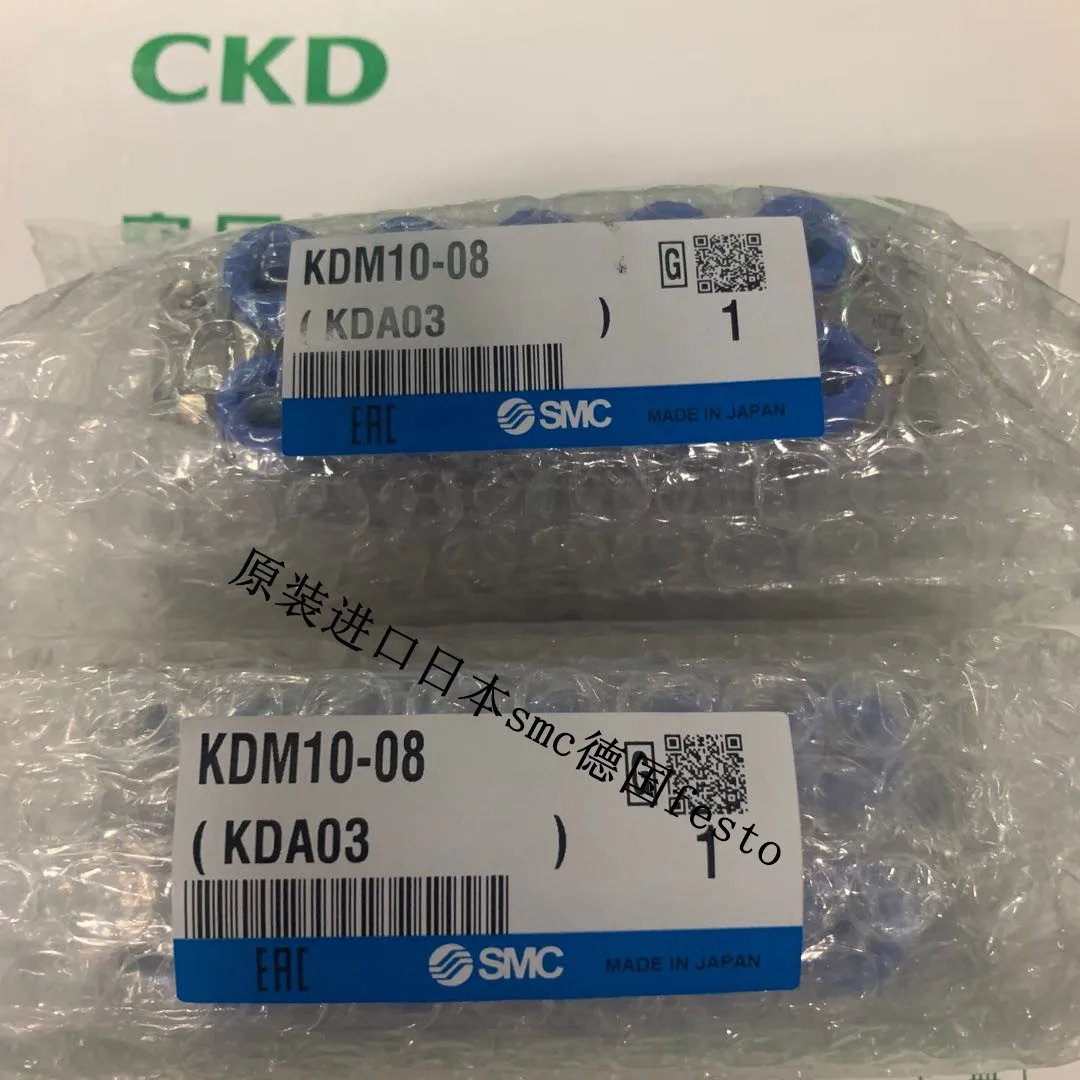 CKD
KDM10-08
G
( KDA03 )
1
EAC
SMC
MADE IN JAPAN
原装进口日本smc德国festo
KDM10-08
G
( KDA03 )
1
EAC
SMC
MADE IN JAPAN